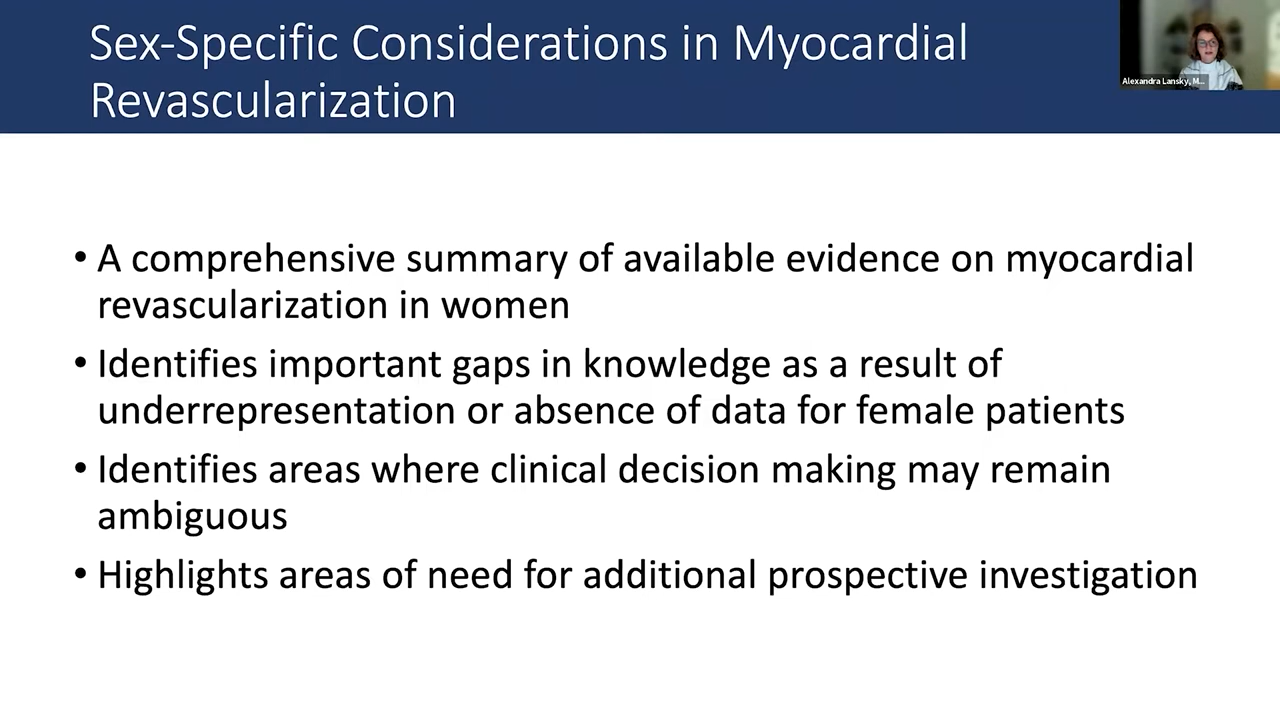 Sex-Specific Considerations in Myocardial
Revascularization
Alexandra Lansky, M...
• A comprehensive summary of available evidence on myocardial
revascularization in women
• Identifies important gaps in knowledge as a result of
underrepresentation or absence of data for female patients
• Identifies areas where clinical decision making may remain
ambiguous
• Highlights areas of need for additional prospective investigation